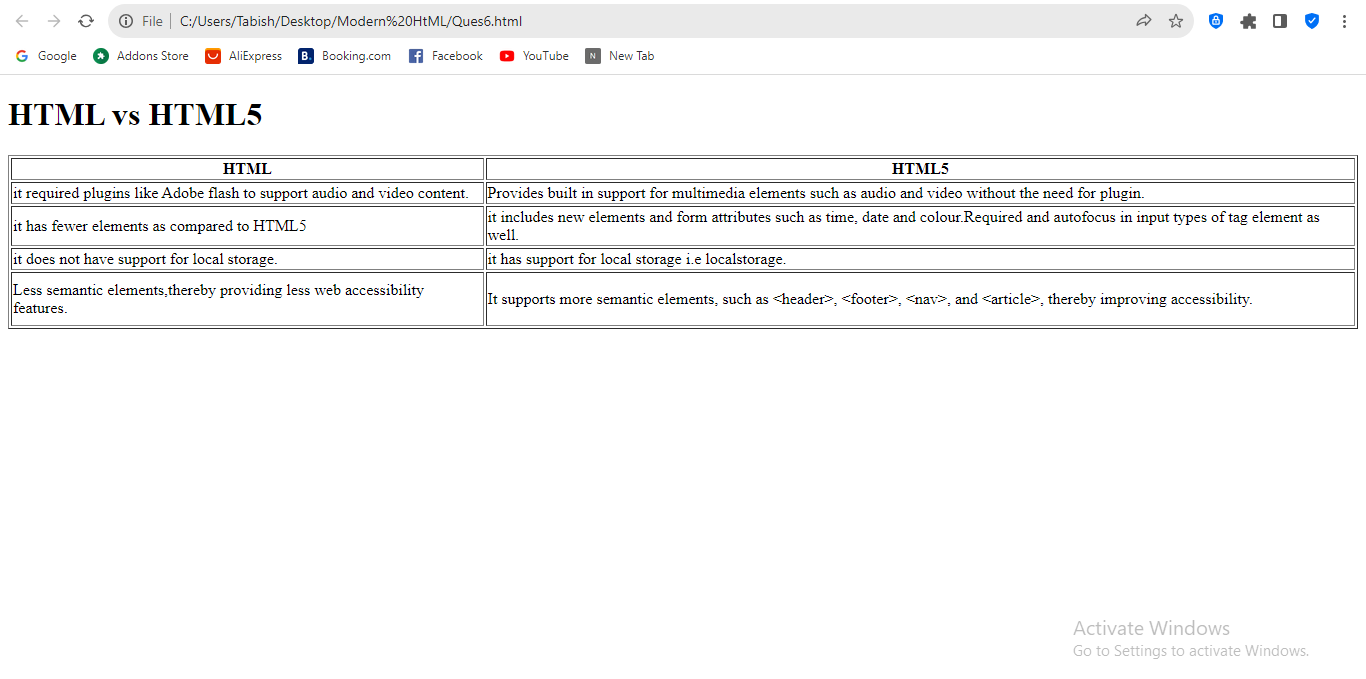 File C:/Users/Tabish/Desktop/Modern%20HtML/Ques6.html
Google Addons Store AliExpress B. Booking.com Facebook YouTube N New Tab
HTML vs HTML5
HTML HTML5
it required plugins like Adobe flash to support audio and video content. Provides built in support for multimedia elements such as audio and video without the need for plugin.
it has fewer elements as compared to HTML5
it includes new elements and form attributes such as time, date and colour.Required and autofocus in input types of tag element as
well.
it does not have support for local storage. it has support for local storage i.e localstorage.
Less semantic elements,thereby providing less web accessibility
features.
It supports more semantic elements, such as <header>, <footer>, <nav>, and <article>, thereby improving accessibility.
Activate Windows
Go to Settings to activate Windows.